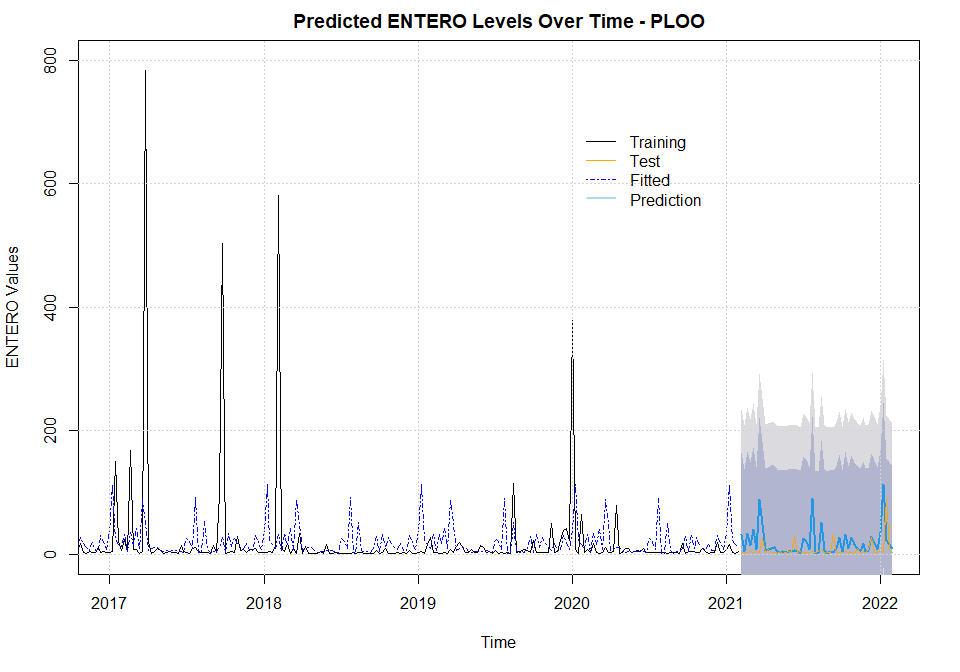 Predicted ENTERO Levels Over Time - PLOO
ENTERO Values
800
600
400
200
0
Training
Test
Fitted
Prediction
2017 2018 2019 2020 2021 2022
Time